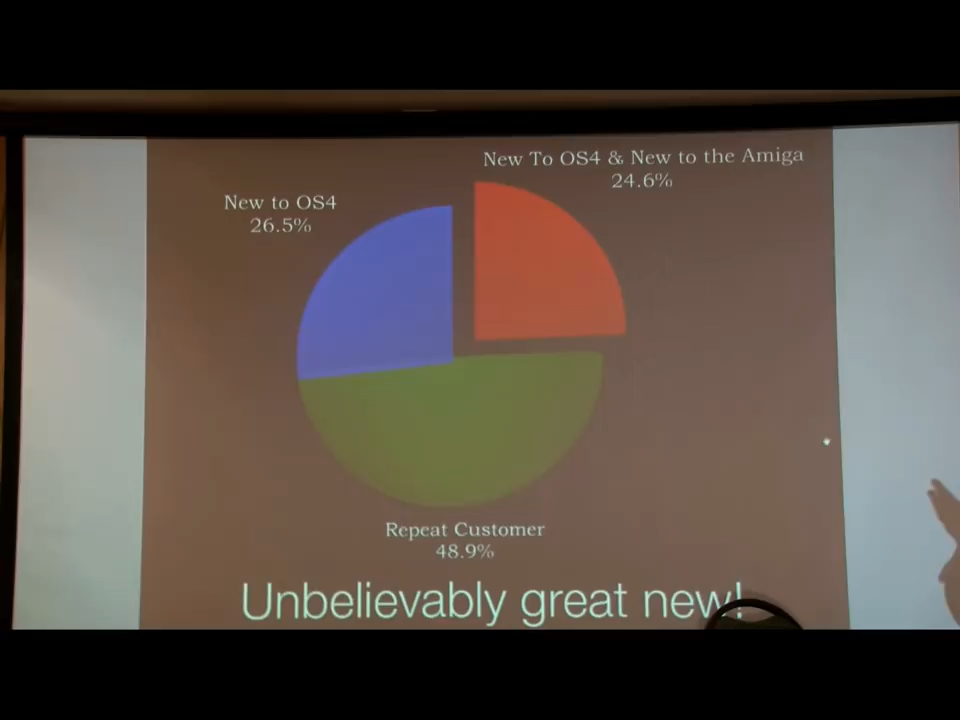 New To OS4 & New to the Amiga
24.6%
New to OS4
26.5%
Repeat Customer
48.9%
Unbelievably great new!